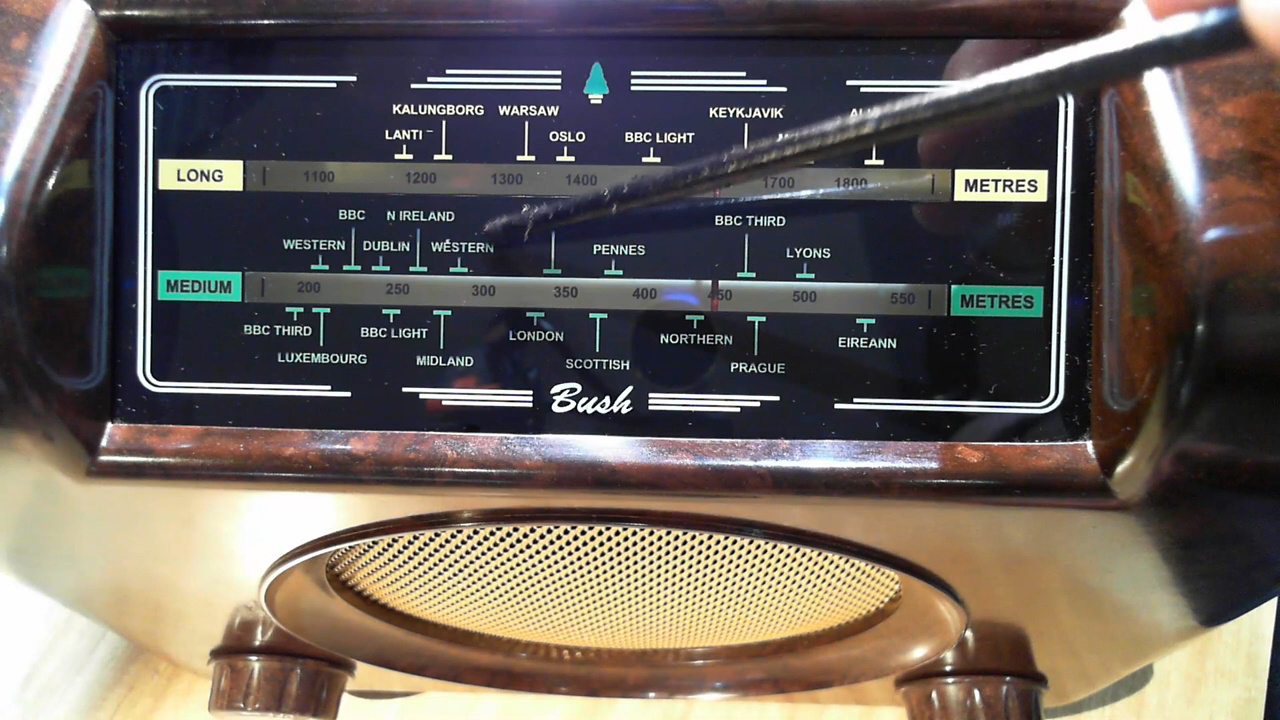 KALUNGBORG WARSAW KEYKJAVIK
LANTI OSLO BBC LIGHT
LONG 1100 1200 1300 1400 1700 1800 METRES
BBC N IRELAND BBC THIRD
WESTERN DUBLIN WESTERN PENNES LYONS
MEDIUM 200 250 300 350 400 450 500 550 METRES
BBC THIRD BBC LIGHT LONDON NORTHERN EIREANN
LUXEMBOURG MIDLAND SCOTTISH PRAGUE
Bush